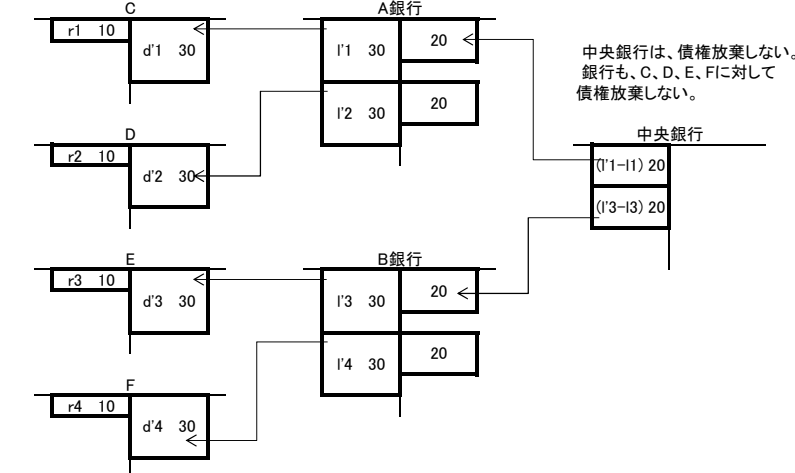 C
r1 10
d'1 30
A銀行
l'1 30
20
l'2 30
20
中央銀行は、債権放棄しない。
銀行も、C、D、E、Fに対して
債権放棄しない。
D
r2 10
d'2 30
中央銀行
(l'1-l1) 20
(l'3-l3) 20
E
r3 10
d'3 30
B銀行
l'3 30
20
l'4 30
20
F
r4 10
d'4 30